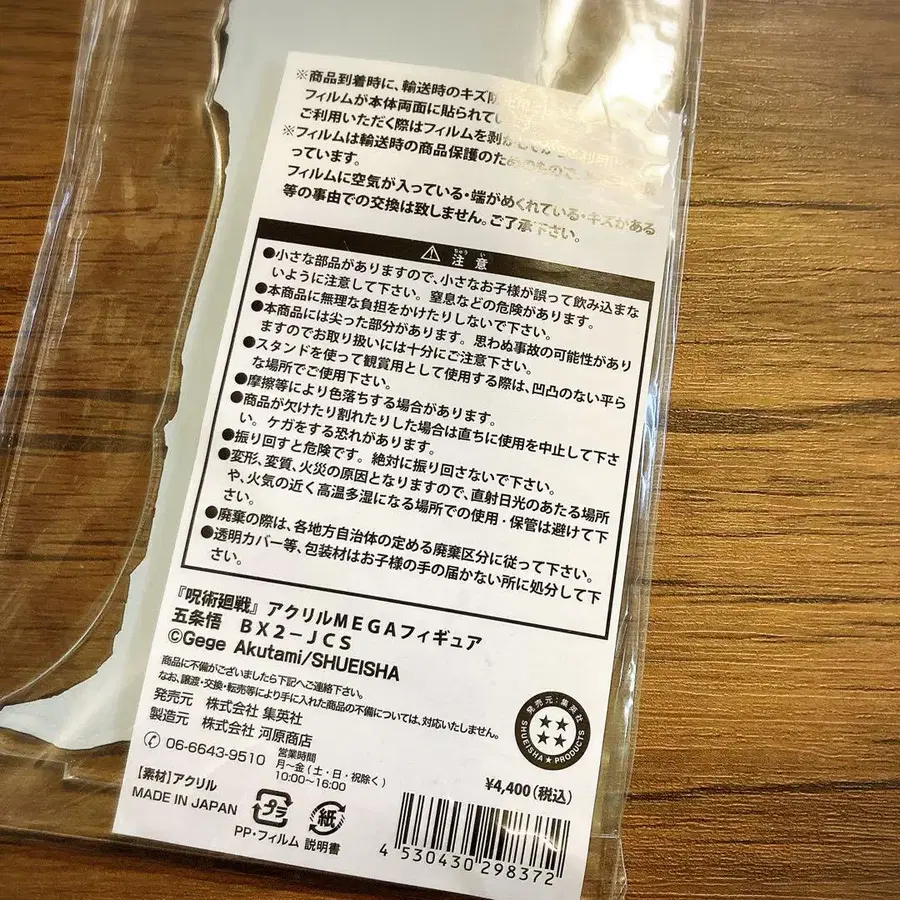 ※商品到着時に、輸送時のキズ防
フィルムが本体両面に貼られてい
ご利用いただく際はフィルムを剥がしてから
※フィルムは輸送時の商品保護のためのもので、
っています。
フィルムに空気が入っている・端がめくれている・キズがある
等の事由での交換は致しません。ご了承下さい。
⚠ 注意
ちゅう い
●小さな部品がありますので、小さなお子様が誤って飲み込まな
いように注意して下さい。窒息などの危険があります。
●本商品に無理な負担をかけたりしないで下さい。
●本商品には尖った部分があります。思わぬ事故の可能性があり
ますのでお取り扱いには十分にご注意下さい。
●スタンドを使って観賞用として使用する際は、凹凸のない平ら
な場所でご使用下さい。
●摩擦等により色落ちする場合があります。
●商品が欠けたり割れたりした場合は直ちに使用を中止して下さ
い。ケガをする恐れがあります。
●振り回すと危険です。絶対に振り回さないで下さい。
●変形、変質、火災の原因となりますので、直射日光のあたる場所
や、火気の近く高温多湿になる場所での使用・保管は避けて下
さい。
●廃棄の際は、各地方自治体の定める廃棄区分に従って下さい。
●透明カバー等、包装材はお子様の手の届かない所に処分して下
さい。
『呪術廻戦』アクリルMEGAフィギュア
五条悟 BX2-JCS
©Gege Akutami/SHUEISHA
商品に不備がございましたら下記へご連絡下さい。
なお、譲渡・交換・転売等により手に入れた商品の不備については、対応いたしません。
発売元 株式会社 集英社
製造元 株式会社 河原商店
06-6643-9510 営業時間
月〜金(土・日・祝除く)
10:00〜16:00
【素材】アクリル
MADE IN JAPAN
プラ
PP・フィルム
紙
説明書
発売元:集英社
SHUEISHA★PRODUCTS
¥4,400(税込)
4 530430 298372